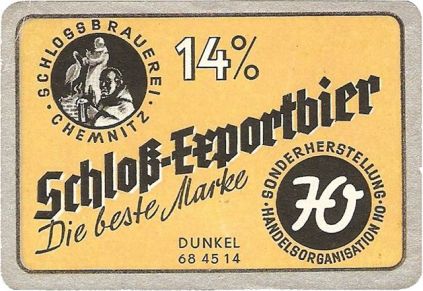 SCHLOSSBRAUEREI
· CHEMNITZ ·
14%
Schloß-Exportbier
Die beste Marke
SONDERHERSTELLUNG
· HANDELSORGANISATION HO ·
HO
DUNKEL
68 45 14